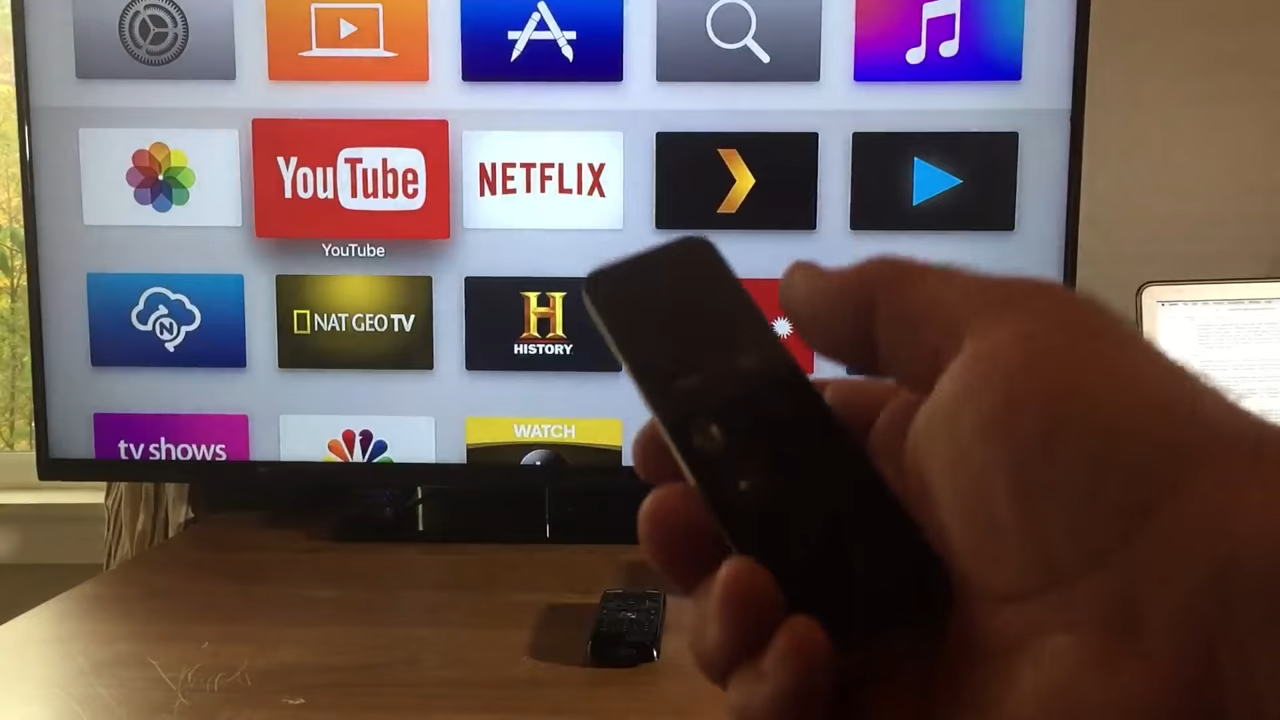 YouTube
NETFLIX
YouTube
N
NAT GEO TV
H
HISTORY
tv shows
WATCH